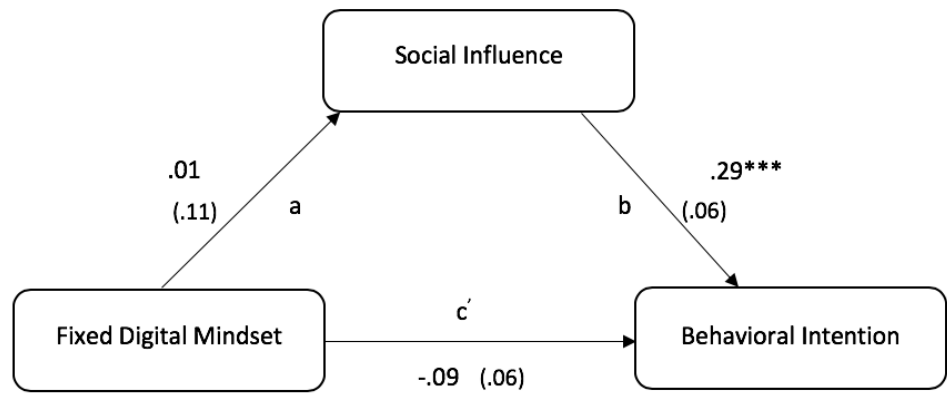 Social Influence
.01
.29***
(.11)
a
b
(.06)
c′
Fixed Digital Mindset
Behavioral Intention
-.09 (.06)